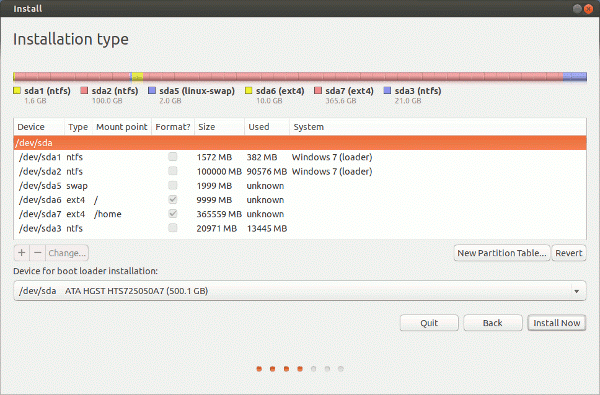 Install
Installation type
sda1 (ntfs) sda2 (ntfs) sda5 (linux-swap) sda6 (ext4) sda7 (ext4) sda3 (ntfs)
1.6 GB 100.0 GB 2.0 GB 10.0 GB 365.6 GB 21.0 GB
Device Type Mount point Format? Size Used System
/dev/sda
/dev/sda1 ntfs 1572 MB 382 MB Windows 7 (loader)
/dev/sda2 ntfs 100000 MB 90576 MB Windows 7 (loader)
/dev/sda5 swap 1999 MB unknown
/dev/sda6 ext4 / 9999 MB unknown
/dev/sda7 ext4 /home 365559 MB unknown
/dev/sda3 ntfs 20971 MB 13445 MB
+ − Change... New Partition Table... Revert
Device for boot loader installation:
/dev/sda ATA HGST HTS725050A7 (500.1 GB)
Quit Back Install Now